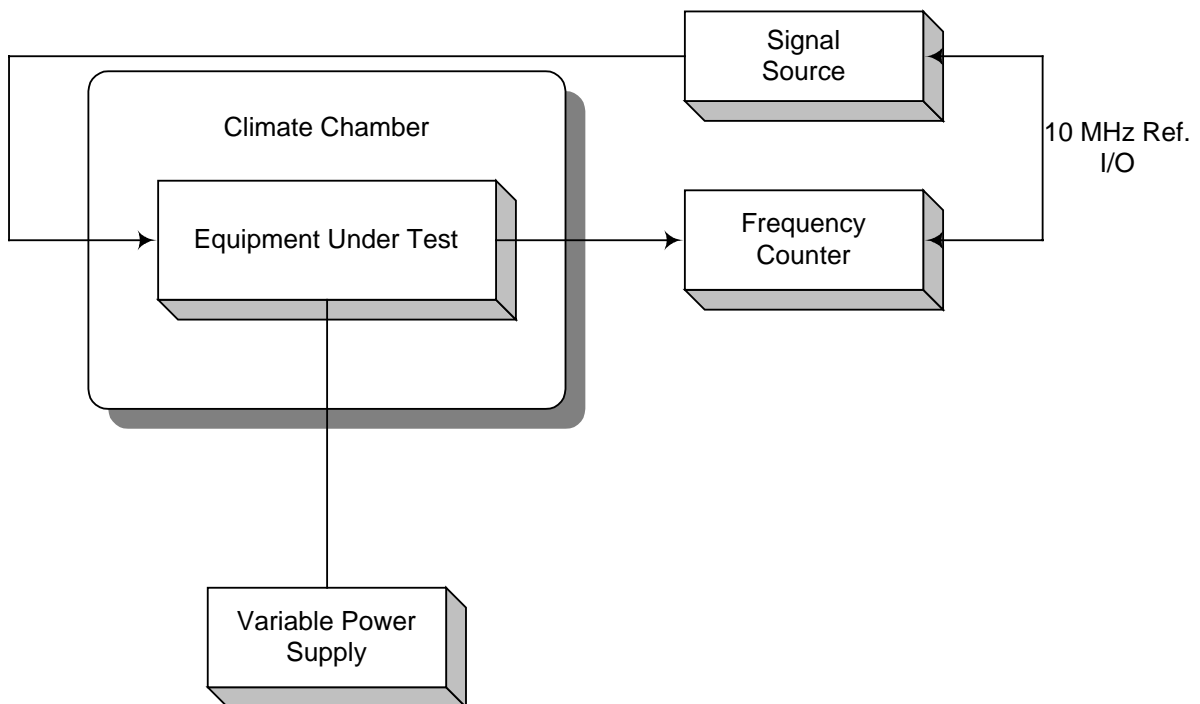 Signal
Source
Climate Chamber
10 MHz Ref.
I/O
Equipment Under Test
Frequency
Counter
Variable Power
Supply